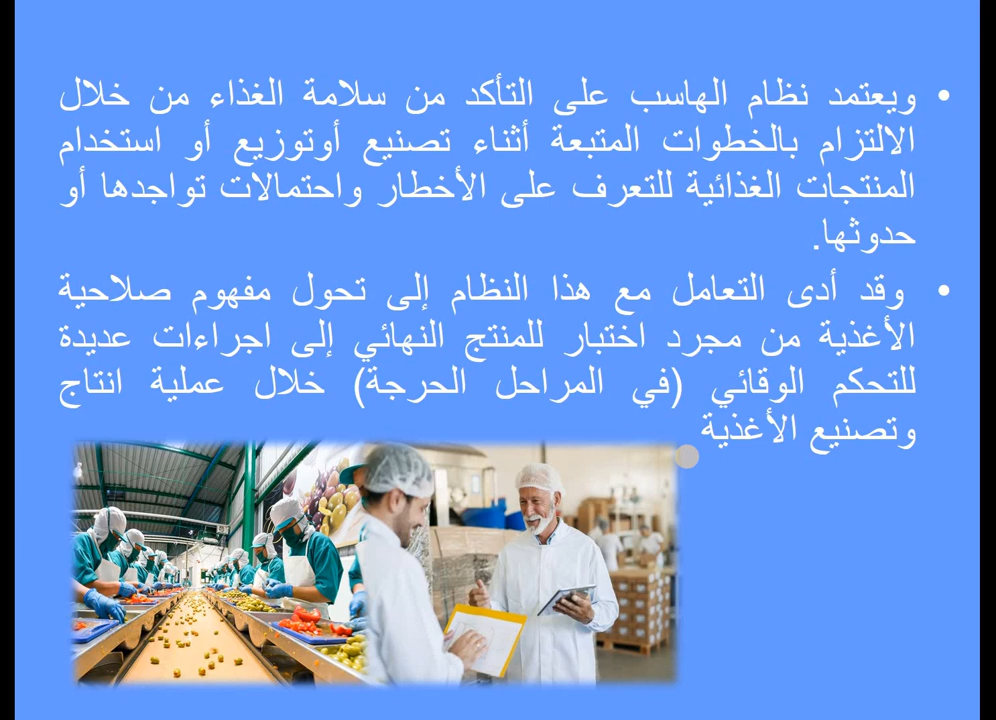 • ويعتمد نظام الهاسب على التأكد من سلامة الغذاء من خلال
الالتزام بالخطوات المتبعة أثناء تصنيع أوتوزيع أو استخدام
المنتجات الغذائية للتعرف على الأخطار واحتمالات تواجدها أو
حدوثها.
• وقد أدى التعامل مع هذا النظام إلى تحول مفهوم صلاحية
الأغذية من مجرد اختبار للمنتج النهائي إلى اجراءات عديدة
للتحكم الوقائي (في المراحل الحرجة) خلال عملية انتاج
وتصنيع الأغذية